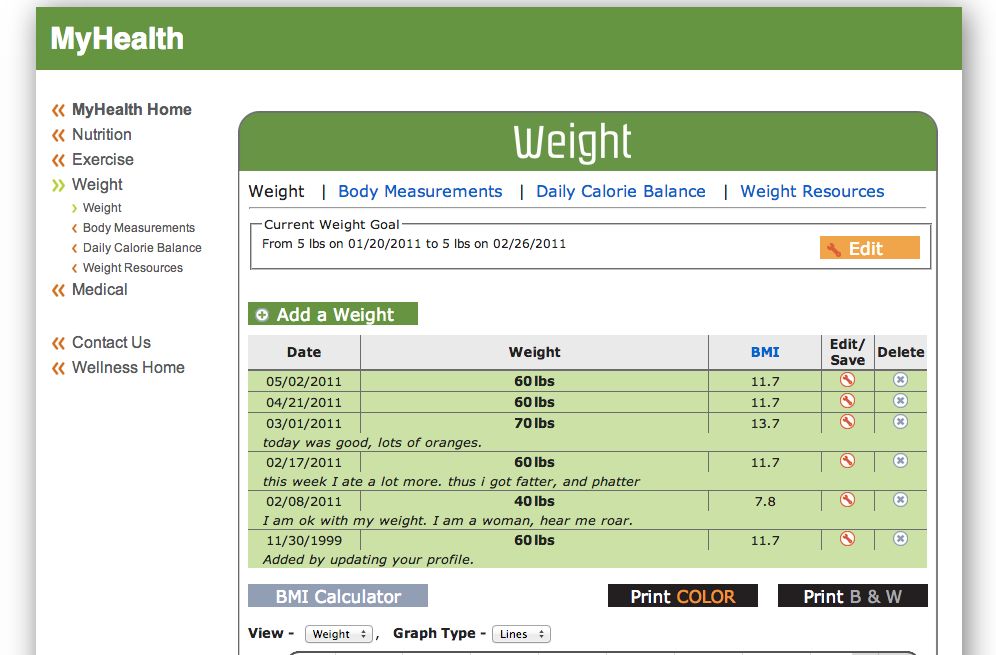 MyHealth
MyHealth Home
Nutrition
Exercise
Weight
Weight
Body Measurements
Daily Calorie Balance
Weight Resources
Medical
Contact Us
Wellness Home
Weight
Weight | Body Measurements | Daily Calorie Balance | Weight Resources
Current Weight Goal
From 5 lbs on 01/20/2011 to 5 lbs on 02/26/2011
Edit
Add a Weight
Date Weight BMI Edit/ Save Delete
05/02/2011 60 lbs 11.7
04/21/2011 60 lbs 11.7
03/01/2011 70 lbs 13.7
today was good, lots of oranges.
02/17/2011 60 lbs 11.7
this week I ate a lot more. thus i got fatter, and phatter
02/08/2011 40 lbs 7.8
I am ok with my weight. I am a woman, hear me roar.
11/30/1999 60 lbs 11.7
Added by updating your profile.
BMI Calculator Print COLOR Print B & W
View - Weight , Graph Type - Lines